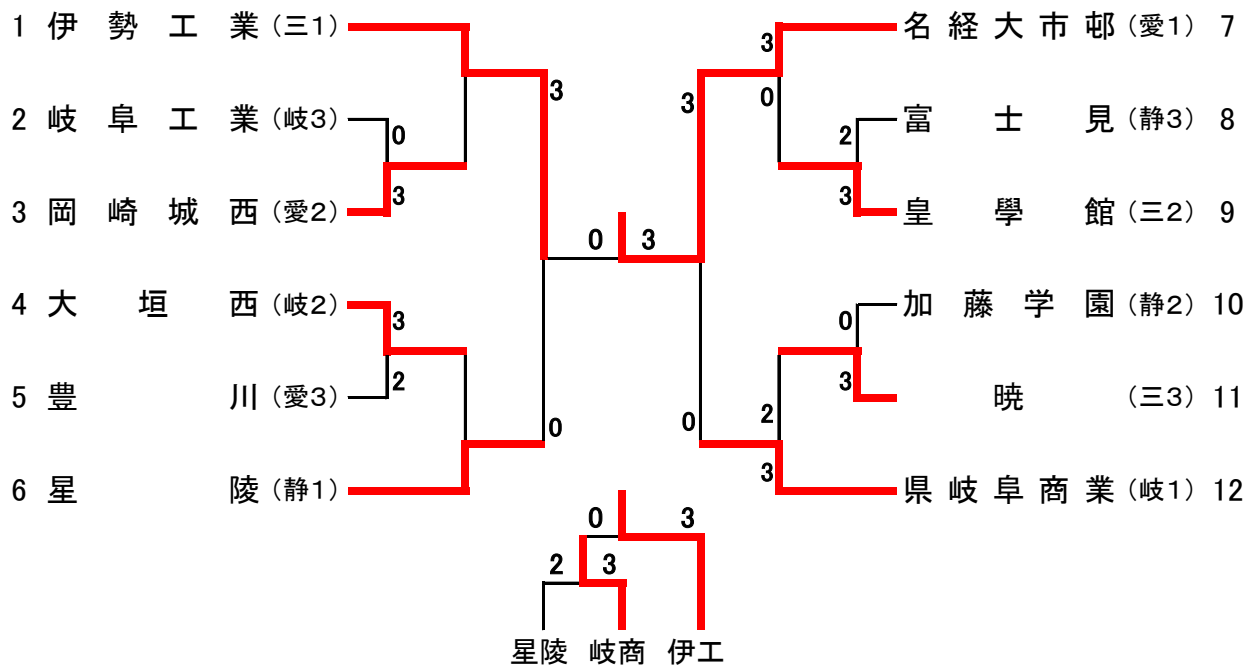 1 伊勢工業 (三1)
3
名経大市邨 (愛1) 7
3
3
0
2 岐阜工業 (岐3)
0
2
富士見 (静3) 8
3 岡崎城西 (愛2)
3
3
皇學館 (三2) 9
0 3
4 大垣西 (岐2)
3
0
加藤学園 (静2) 10
5 豊川 (愛3)
2
3
暁 (三3) 11
0
0
2
6 星陵 (静1)
3
県岐阜商業 (岐1) 12
0 3
2 3
星陵 岐商 伊工